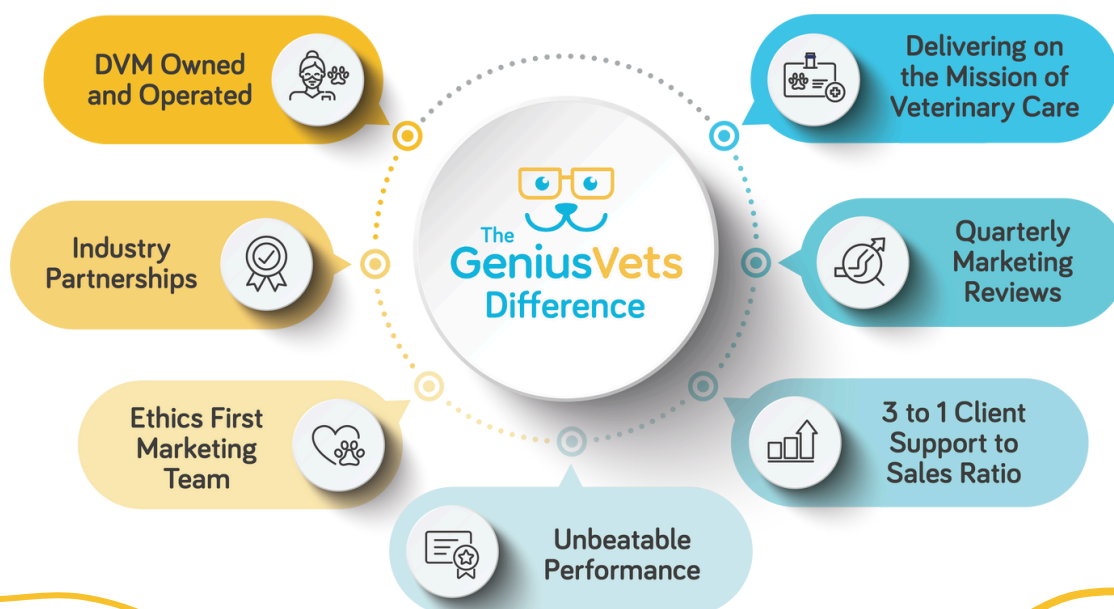 DVM Owned
and Operated
Delivering on
the Mission of
Veterinary Care
The
GeniusVets
Difference
Industry
Partnerships
Quarterly
Marketing
Reviews
Ethics First
Marketing
Team
3 to 1 Client
Support to
Sales Ratio
Unbeatable
Performance